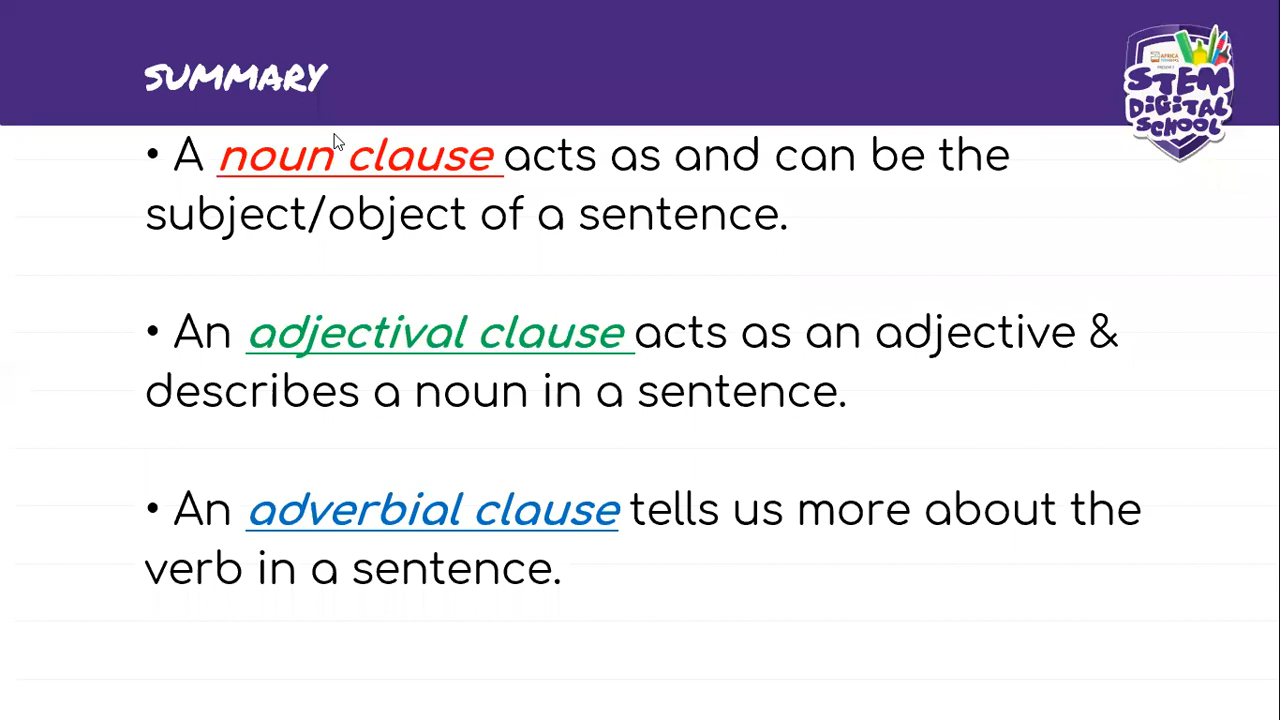 SUMMARY
AFRICA
STEM
DIGITAL
SCHOOL
• A noun clause acts as and can be the
subject/object of a sentence.
• An adjectival clause acts as an adjective &
describes a noun in a sentence.
• An adverbial clause tells us more about the
verb in a sentence.